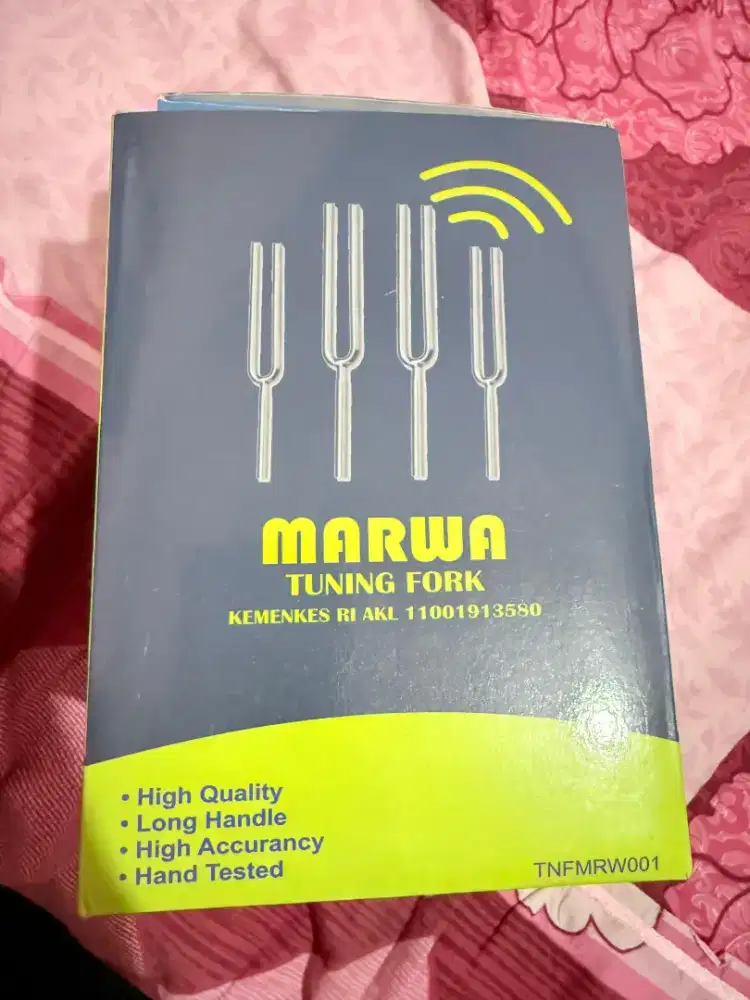 MARWA
TUNING FORK
KEMENKES RI AKL 11001913580
• High Quality
• Long Handle
• High Accurancy
• Hand Tested
TNFMRW001